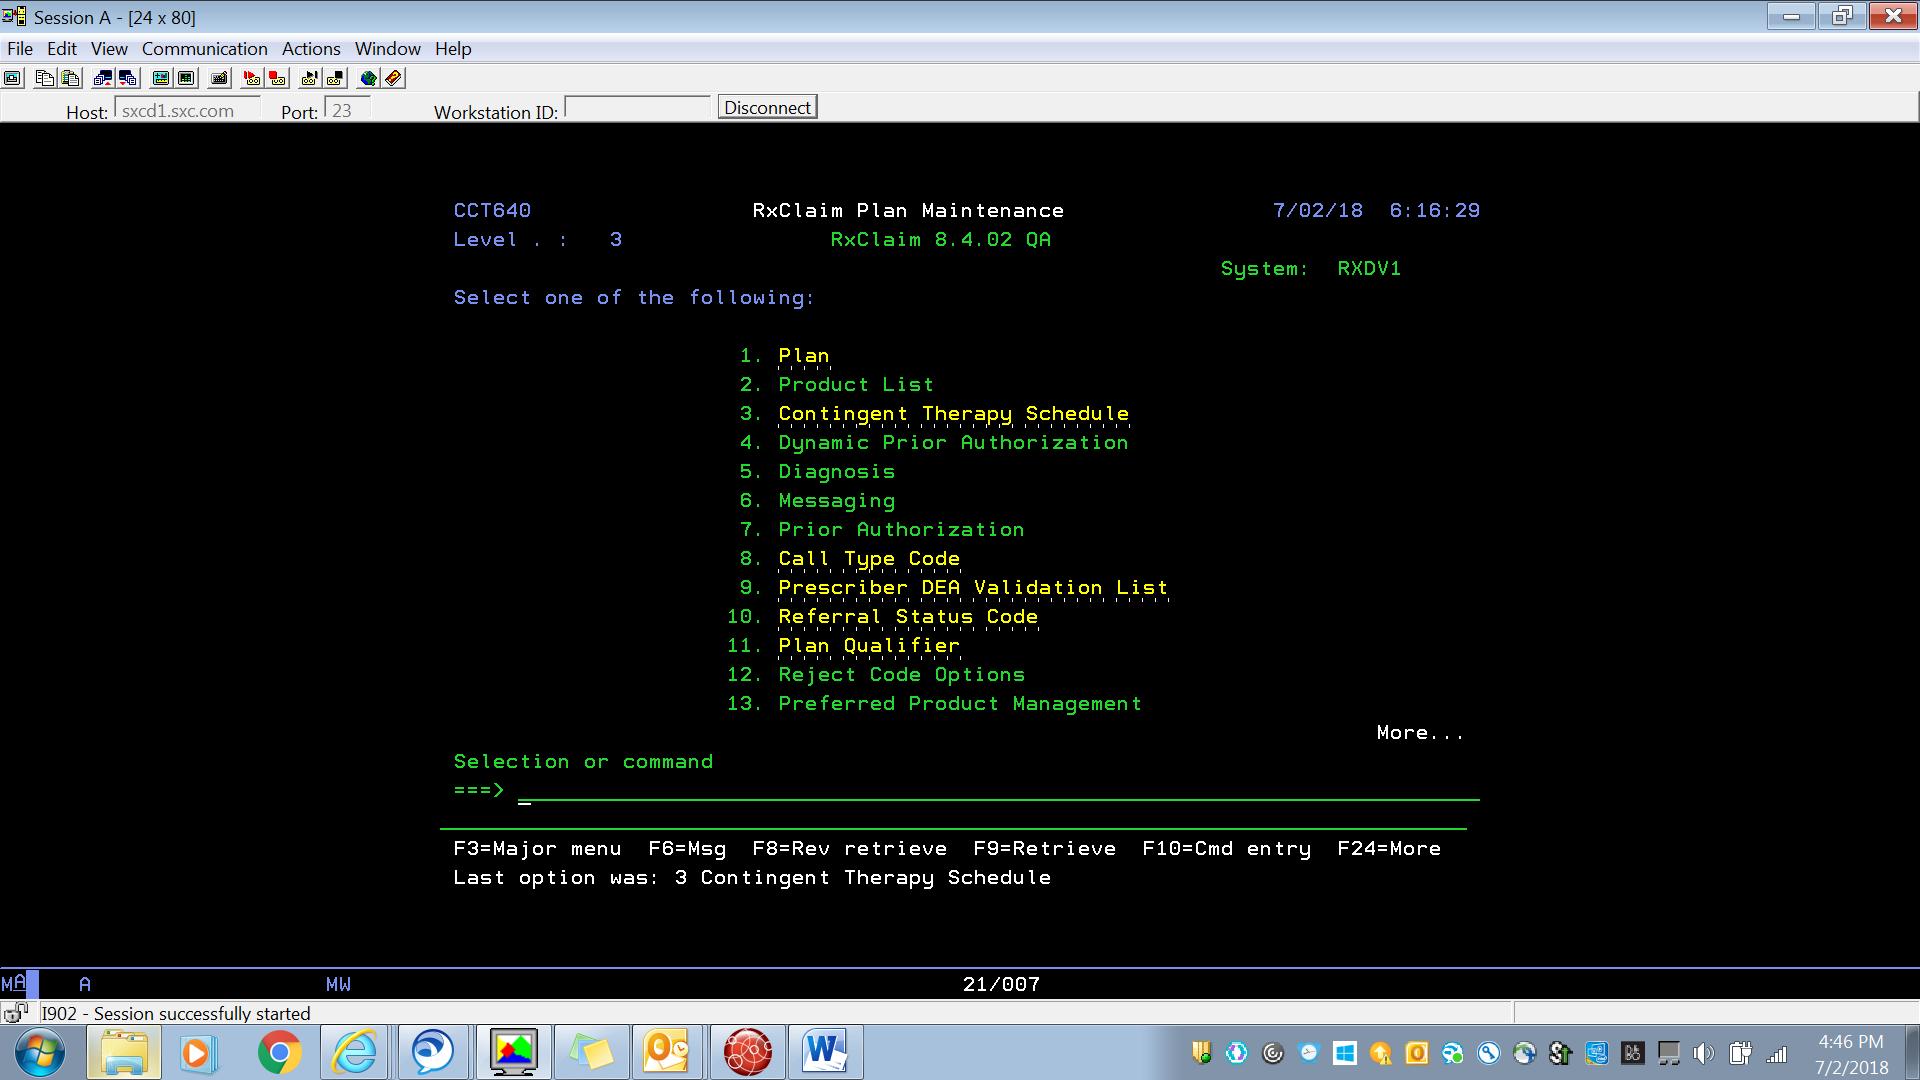 Session A - [24 x 80]
File Edit View Communication Actions Window Help
Host: sxcd1.sxc.com Port: 23 Workstation ID: Disconnect
CCT640 RxClaim Plan Maintenance 7/02/18 6:16:29
Level . : 3 RxClaim 8.4.02 QA
System: RXDV1
Select one of the following:
1. Plan
2. Product List
3. Contingent Therapy Schedule
4. Dynamic Prior Authorization
5. Diagnosis
6. Messaging
7. Prior Authorization
8. Call Type Code
9. Prescriber DEA Validation List
10. Referral Status Code
11. Plan Qualifier
12. Reject Code Options
13. Preferred Product Management
More...
Selection or command
===>
F3=Major menu F6=Msg F8=Rev retrieve F9=Retrieve F10=Cmd entry F24=More
Last option was: 3 Contingent Therapy Schedule
MA A MW 21/007
I902 - Session successfully started
4:46 PM
7/2/2018